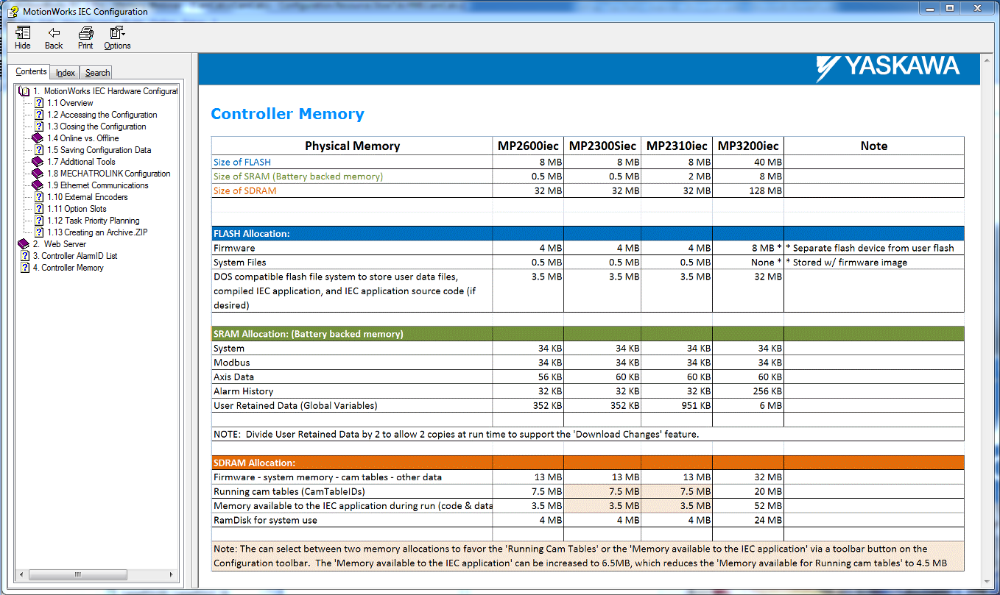 MotionWorks IEC Configuration
Hide Back Print Options
Contents Index Search
1. MotionWorks IEC Hardware Configurat
1.1 Overview
1.2 Accessing the Configuration
1.3 Closing the Configuration
1.4 Online vs. Offline
1.5 Saving Configuration Data
1.7 Additional Tools
1.8 MECHATROLINK Configuration
1.9 Ethernet Communications
1.10 External Encoders
1.11 Option Slots
1.12 Task Priority Planning
1.13 Creating an Archive.ZIP
2. Web Server
3. Controller AlarmID List
4. Controller Memory
YASKAWA
Controller Memory
Physical Memory MP2600iec MP2300Siec MP2310iec MP3200iec Note
Size of FLASH 8 MB 8 MB 8 MB 40 MB
Size of SRAM (Battery backed memory) 0.5 MB 0.5 MB 2 MB 8 MB
Size of SDRAM 32 MB 32 MB 32 MB 128 MB
FLASH Allocation:
Firmware 4 MB 4 MB 4 MB 8 MB * * Separate flash device from user flash
System Files 0.5 MB 0.5 MB 0.5 MB None * * Stored w/ firmware image
DOS compatible flash file system to store user data files, 3.5 MB 3.5 MB 3.5 MB 32 MB
compiled IEC application, and IEC application source code (if
desired)
SRAM Allocation: (Battery backed memory)
System 34 KB 34 KB 34 KB 34 KB
Modbus 34 KB 34 KB 34 KB 34 KB
Axis Data 56 KB 60 KB 60 KB 60 KB
Alarm History 32 KB 32 KB 32 KB 256 KB
User Retained Data (Global Variables) 352 KB 352 KB 951 KB 6 MB
NOTE: Divide User Retained Data by 2 to allow 2 copies at run time to support the 'Download Changes' feature.
SDRAM Allocation:
Firmware - system memory - cam tables - other data 13 MB 13 MB 13 MB 32 MB
Running cam tables (CamTableIDs) 7.5 MB 7.5 MB 7.5 MB 20 MB
Memory available to the IEC application during run (code & data 3.5 MB 3.5 MB 3.5 MB 52 MB
RamDisk for system use 4 MB 4 MB 4 MB 24 MB
Note: The can select between two memory allocations to favor the 'Running Cam Tables' or the 'Memory available to the IEC application' via a toolbar button on the
Configuration toolbar. The 'Memory available to the IEC application' can be increased to 6.5MB, which reduces the 'Memory available for Running cam tables' to 4.5 MB